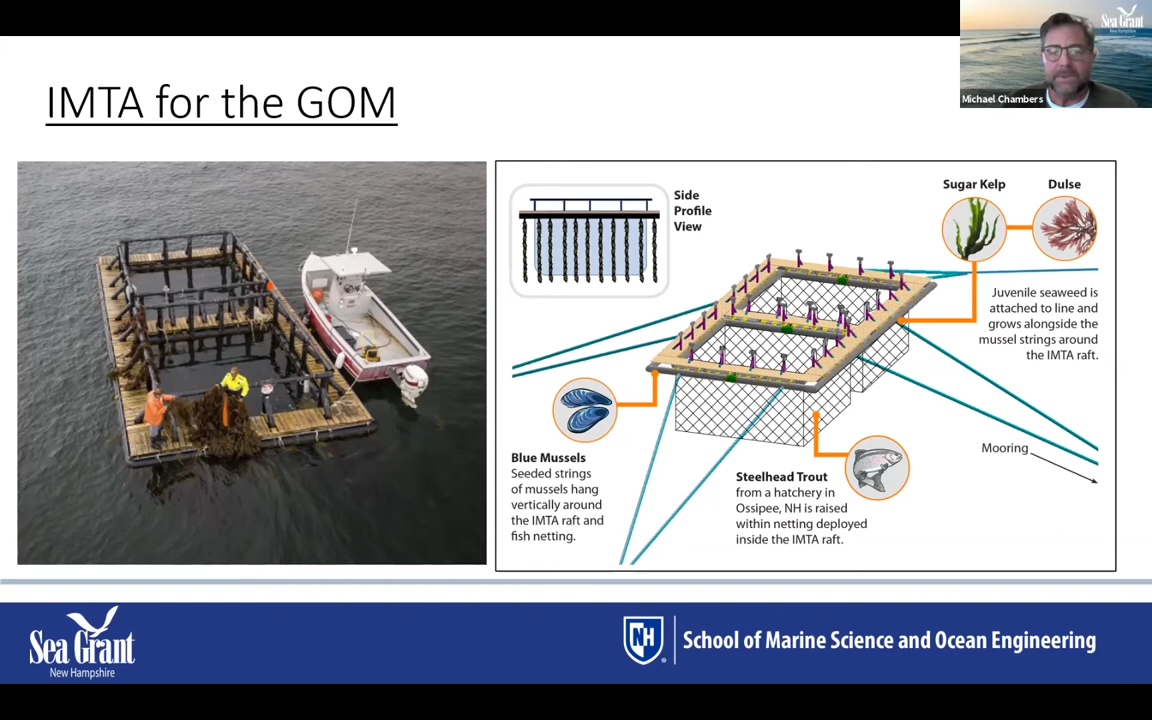 Sea Grant
New Hampshire
Michael Chambers
IMTA for the GOM
Side
Profile
View
Sugar Kelp
Dulse
Juvenile seaweed is
attached to line and
grows alongside the
mussel strings around
the IMTA raft.
Blue Mussels
Seeded strings
of mussels hang
vertically around
the IMTA raft and
fish netting.
Steelhead Trout
from a hatchery in
Ossipee, NH is raised
within netting deployed
inside the IMTA raft.
Mooring
Sea Grant
New Hampshire
NH
School of Marine Science and Ocean Engineering